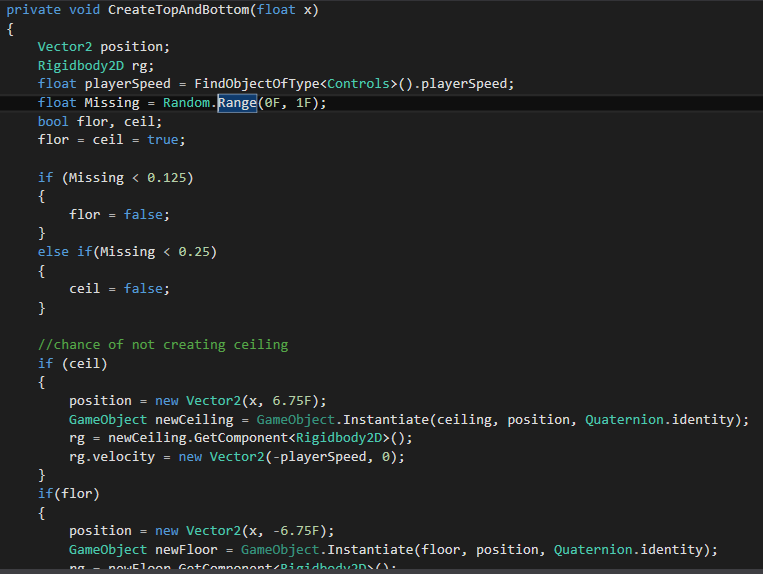 private void CreateTopAndBottom(float x)
{
    Vector2 position;
    Rigidbody2D rg;
    float playerSpeed = FindObjectOfType<Controls>().playerSpeed;
    float Missing = Random.Range(0F, 1F);
    bool flor, ceil;
    flor = ceil = true;

    if (Missing < 0.125)
    {
        flor = false;
    }
    else if(Missing < 0.25)
    {
        ceil = false;
    }

    //chance of not creating ceiling
    if (ceil)
    {
        position = new Vector2(x, 6.75F);
        GameObject newCeiling = GameObject.Instantiate(ceiling, position, Quaternion.identity);
        rg = newCeiling.GetComponent<Rigidbody2D>();
        rg.velocity = new Vector2(-playerSpeed, 0);
    }
    if(flor)
    {
        position = new Vector2(x, -6.75F);
        GameObject newFloor = GameObject.Instantiate(floor, position, Quaternion.identity);
        rg = newFloor.GetComponent<Rigidbody2D>();